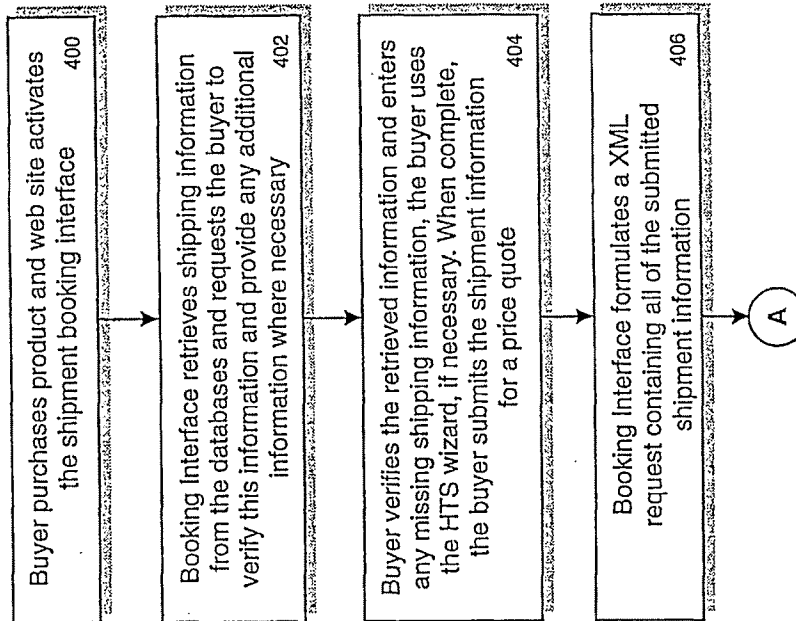 Buyer purchases product and web site activates
the shipment booking interface
400
Booking Interface retrieves shipping information
from the databases and requests the buyer to
verify this information and provide any additional
information where necessary
402
Buyer verifies the retrieved information and enters
any missing shipping information, the buyer uses
the HTS wizard, if necessary. When complete,
the buyer submits the shipment information
for a price quote
404
Booking Interface formulates a XML
request containing all of the submitted
shipment information
406
A